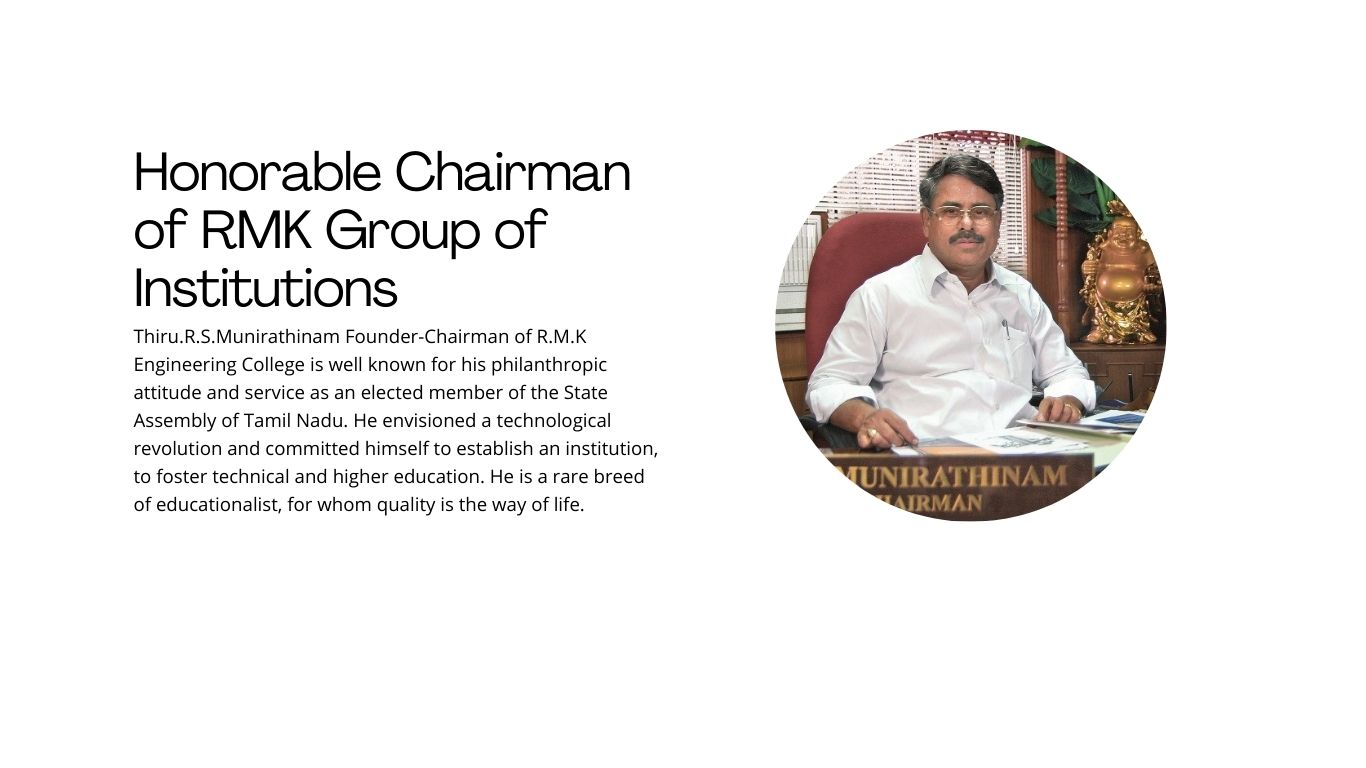 Honorable Chairman
of RMK Group of
Institutions
Thiru.R.S.Munirathinam Founder-Chairman of R.M.K
Engineering College is well known for his philanthropic
attitude and service as an elected member of the State
Assembly of Tamil Nadu. He envisioned a technological
revolution and committed himself to establish an institution,
to foster technical and higher education. He is a rare breed
of educationalist, for whom quality is the way of life.
MUNIRATHINAM
HAIRMAN